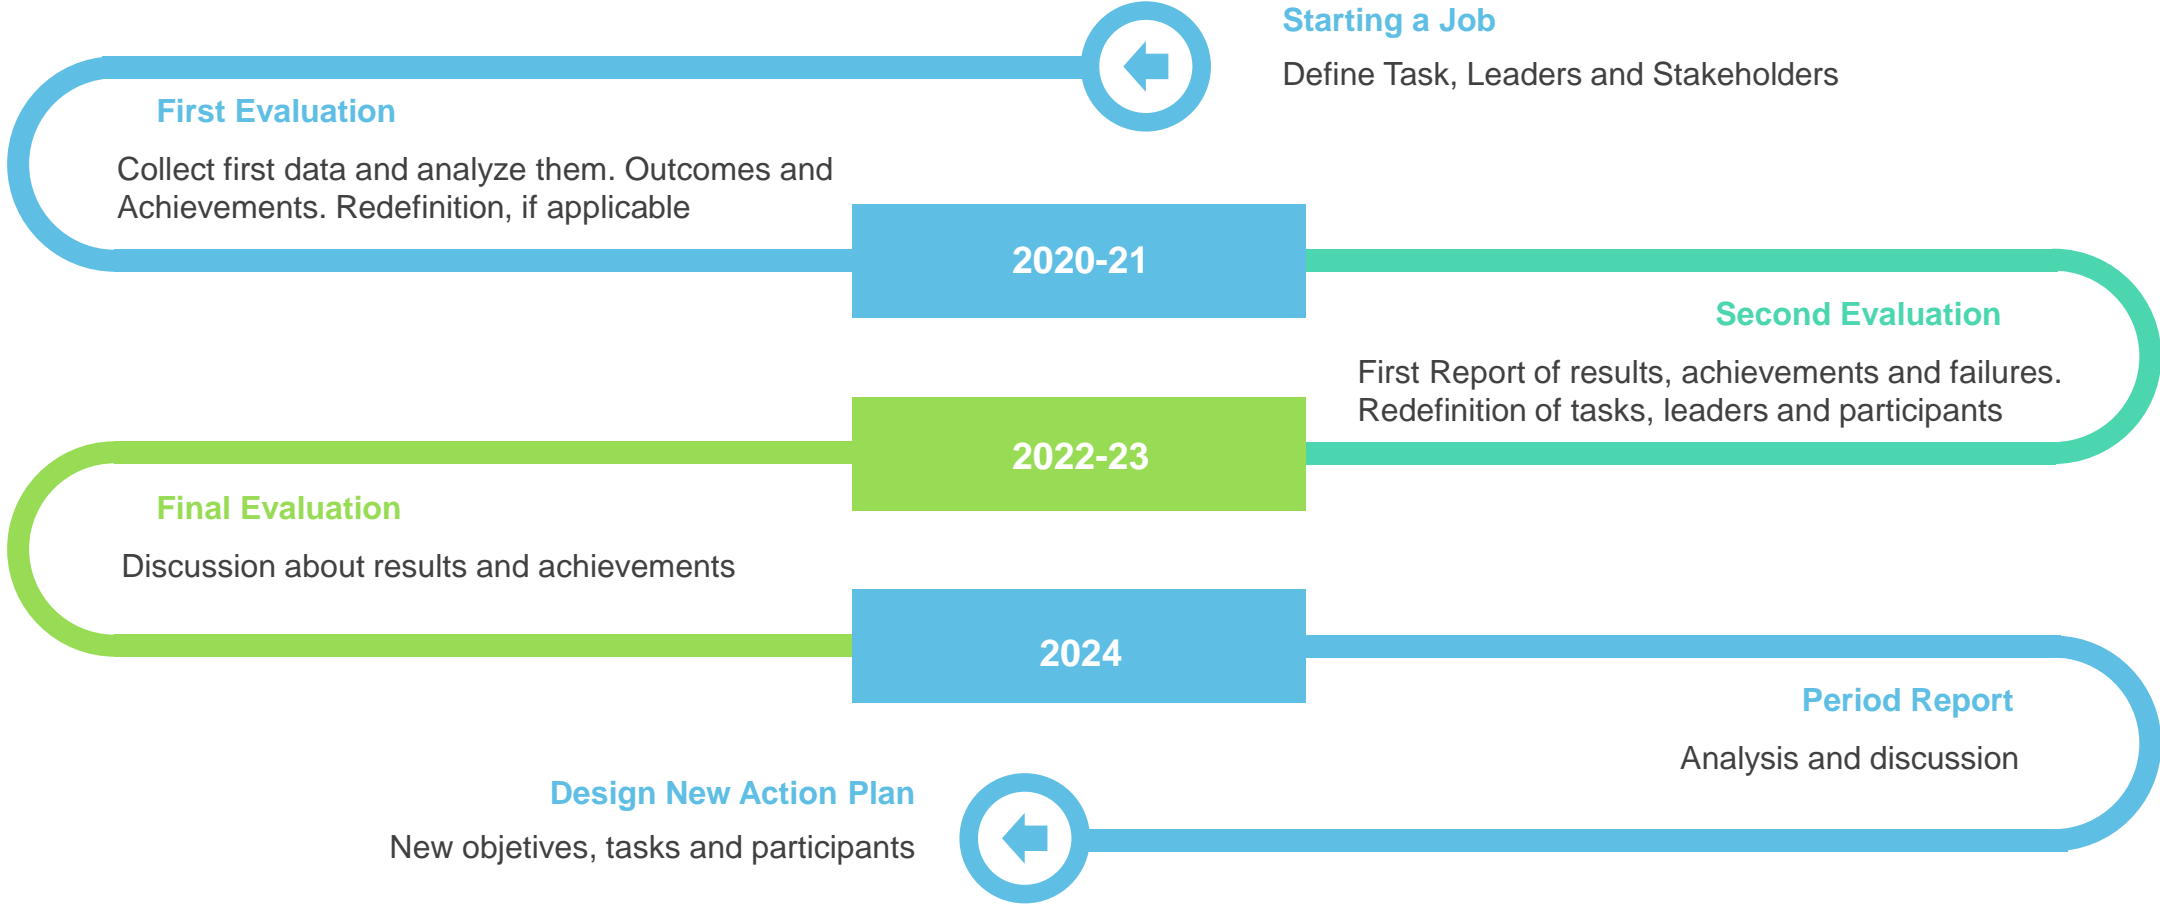 Starting a Job
Define Task, Leaders and Stakeholders
First Evaluation
Collect first data and analyze them. Outcomes and
Achievements. Redefinition, if applicable
2020-21
Second Evaluation
First Report of results, achievements and failures.
Redefinition of tasks, leaders and participants
2022-23
Final Evaluation
Discussion about results and achievements
2024
Period Report
Analysis and discussion
Design New Action Plan
New objetives, tasks and participants